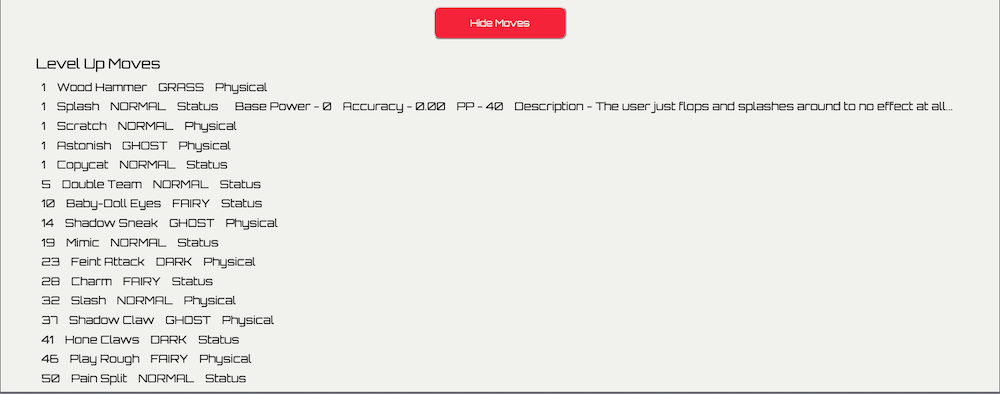 Hide Moves
Level Up Moves
1 Wood Hammer GRASS Physical
1 Splash NORMAL Status Base Power - 0 Accuracy - 0.00 PP - 40 Description - The user just flops and splashes around to no effect at all...
1 Scratch NORMAL Physical
1 Astonish GHOST Physical
1 Copycat NORMAL Status
5 Double Team NORMAL Status
10 Baby-Doll Eyes FAIRY Status
14 Shadow Sneak GHOST Physical
19 Mimic NORMAL Status
23 Feint Attack DARK Physical
28 Charm FAIRY Status
32 Slash NORMAL Physical
37 Shadow Claw GHOST Physical
41 Hone Claws DARK Status
46 Play Rough FAIRY Physical
50 Pain Split NORMAL Status